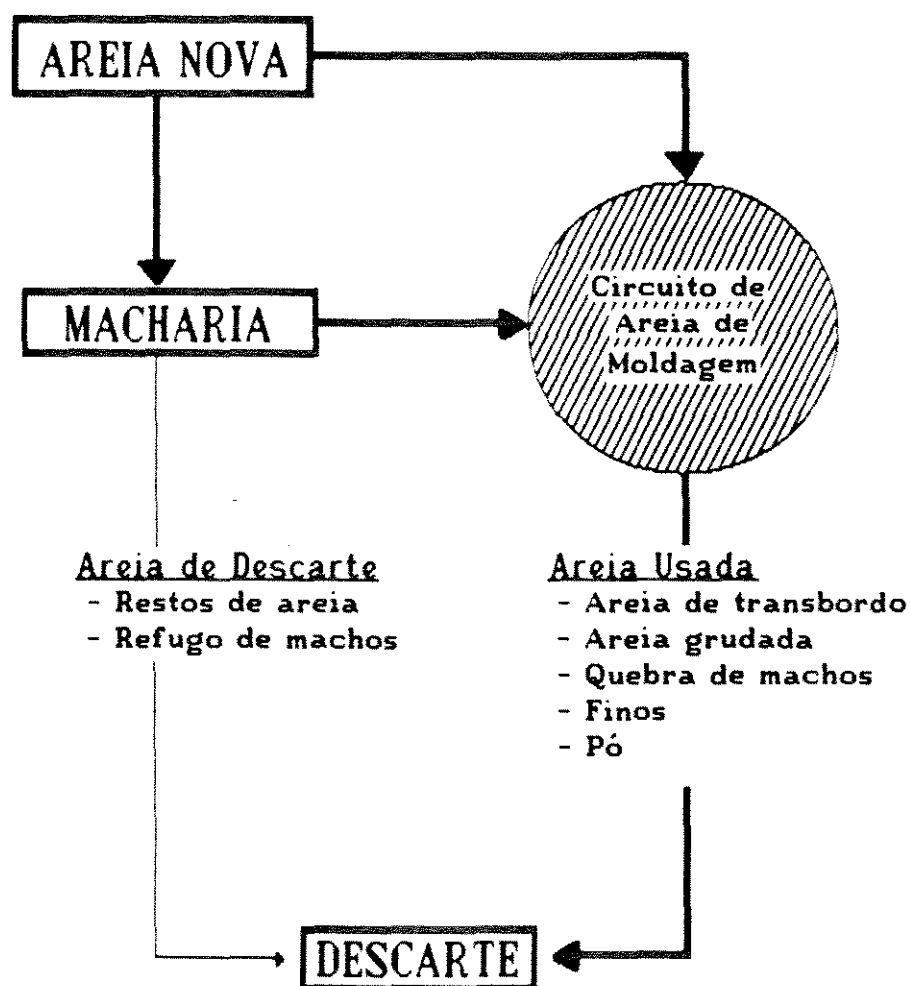 AREIA NOVA
MACHARIA
Circuito de
Areia de
Moldagem
Areia de Descarte
- Restos de areia
- Refugo de machos
Areia Usada
- Areia de transbordo
- Areia grudada
- Quebra de machos
- Finos
- Pó
DESCARTE